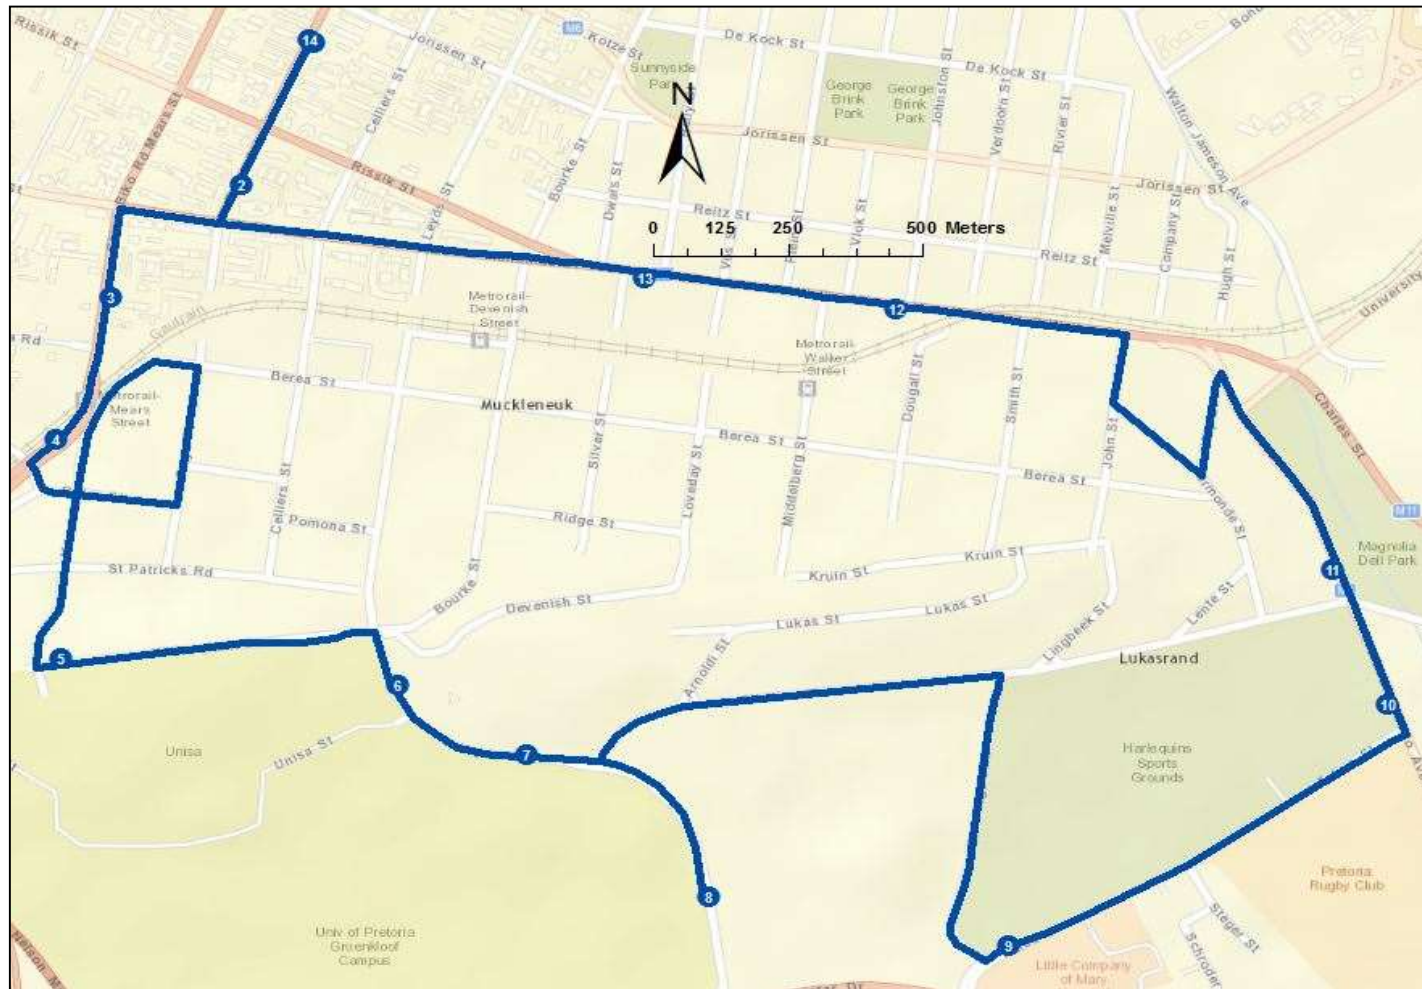 Rissik St
14
Jorissen St
M6
Kotze St
De Kock St
De Kock St
Sunnyside
George
Brink
Park
George
Brink
Park
Celliers St
N
Johnston St
Verdoorn St
Rivier St
Walton Jameson Ave
Jorissen St
Jorissen St
Rissik St
2
Bourke St
Leyds St
Dwars St
Reitz St
Vlok St
Reitz St
Melville St
Company St
Hugh St
University
0 125 250 500 Meters
13
12
3
Gautrain
Metrorail-
Devenish
Street
Metrorail-
Walker
Street
Berea St
Muckleneuk
Mears
Street
4
Berea St
Dougall St
Smith St
John St
Charles St
Silver St
Loveday St
Middelberg St
Berea St
M11
Celliers St
Pomona St
Ridge St
Magnolia
Dell Park
11
St Patricks Rd
Bourke St
Devenish St
Kruin St
Kruin St
Lukas St
Lukas St
Lente St
Lingbeek St
Arnoldi St
Lukasrand
5
6
10
Unisa
Unisa St
7
Harlequins
Sports
Grounds
8
Pretoria
Rugby Club
Steger St
Schroder
Univ of Pretoria
Groenkloof
Campus
9
Little Company
of Mary